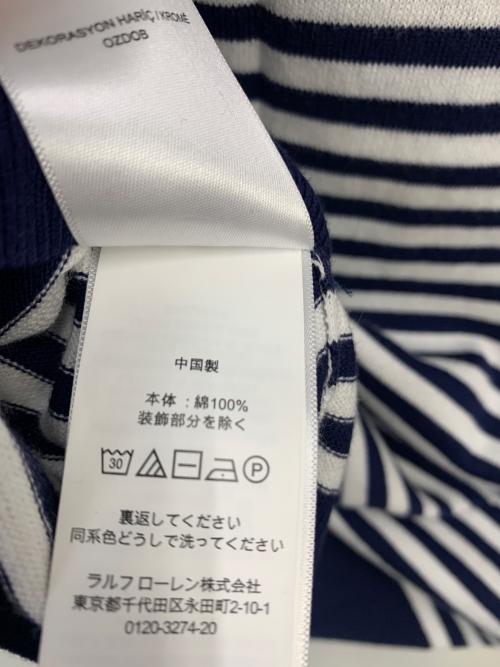 DEKORASYON HARİÇ / KROMĚ
OZDOB
中国製
本体 : 綿100%
装飾部分を除く
30 P
裏返してください
同系色どうしで洗ってください
ラルフ ローレン株式会社
東京都千代田区永田町2-10-1
0120-3274-20